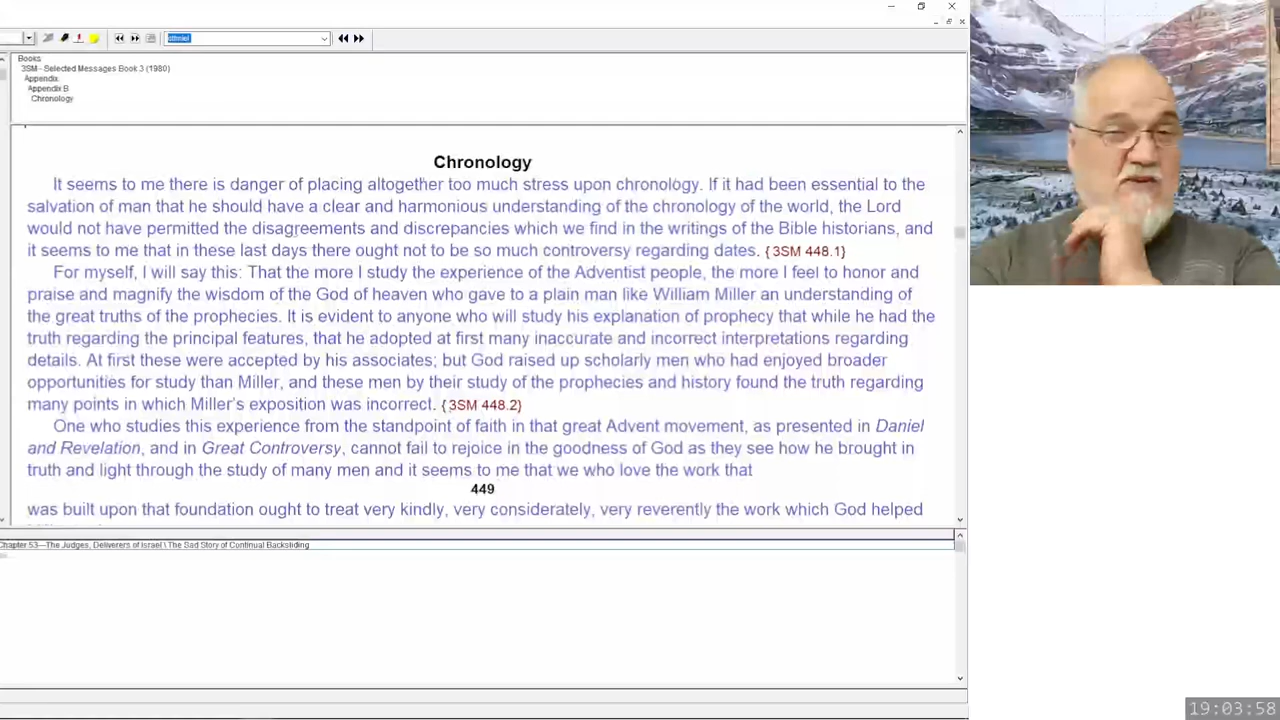 othniel
Books
3SM - Selected Messages Book 3 (1980)
Appendix.
Appendix B
Chronology
Chronology
It seems to me there is danger of placing altogether too much stress upon chronology. If it had been essential to the
salvation of man that he should have a clear and harmonious understanding of the chronology of the world, the Lord
would not have permitted the disagreements and discrepancies which we find in the writings of the Bible historians, and
it seems to me that in these last days there ought not to be so much controversy regarding dates. {3SM 448.1}
For myself, I will say this: That the more I study the experience of the Adventist people, the more I feel to honor and
praise and magnify the wisdom of the God of heaven who gave to a plain man like William Miller an understanding of
the great truths of the prophecies. It is evident to anyone who will study his explanation of prophecy that while he had the
truth regarding the principal features, that he adopted at first many inaccurate and incorrect interpretations regarding
details. At first these were accepted by his associates; but God raised up scholarly men who had enjoyed broader
opportunities for study than Miller, and these men by their study of the prophecies and history found the truth regarding
many points in which Miller's exposition was incorrect. {3SM 448.2}
One who studies this experience from the standpoint of faith in that great Advent movement, as presented in Daniel
and Revelation, and in Great Controversy, cannot fail to rejoice in the goodness of God as they see how he brought in
truth and light through the study of many men and it seems to me that we who love the work that
449
was built upon that foundation ought to treat very kindly, very considerately, very reverently the work which God helped
Chapter 53—The Judges, Deliverers of Israel \ The Sad Story of Continual Backsliding
19:03:58